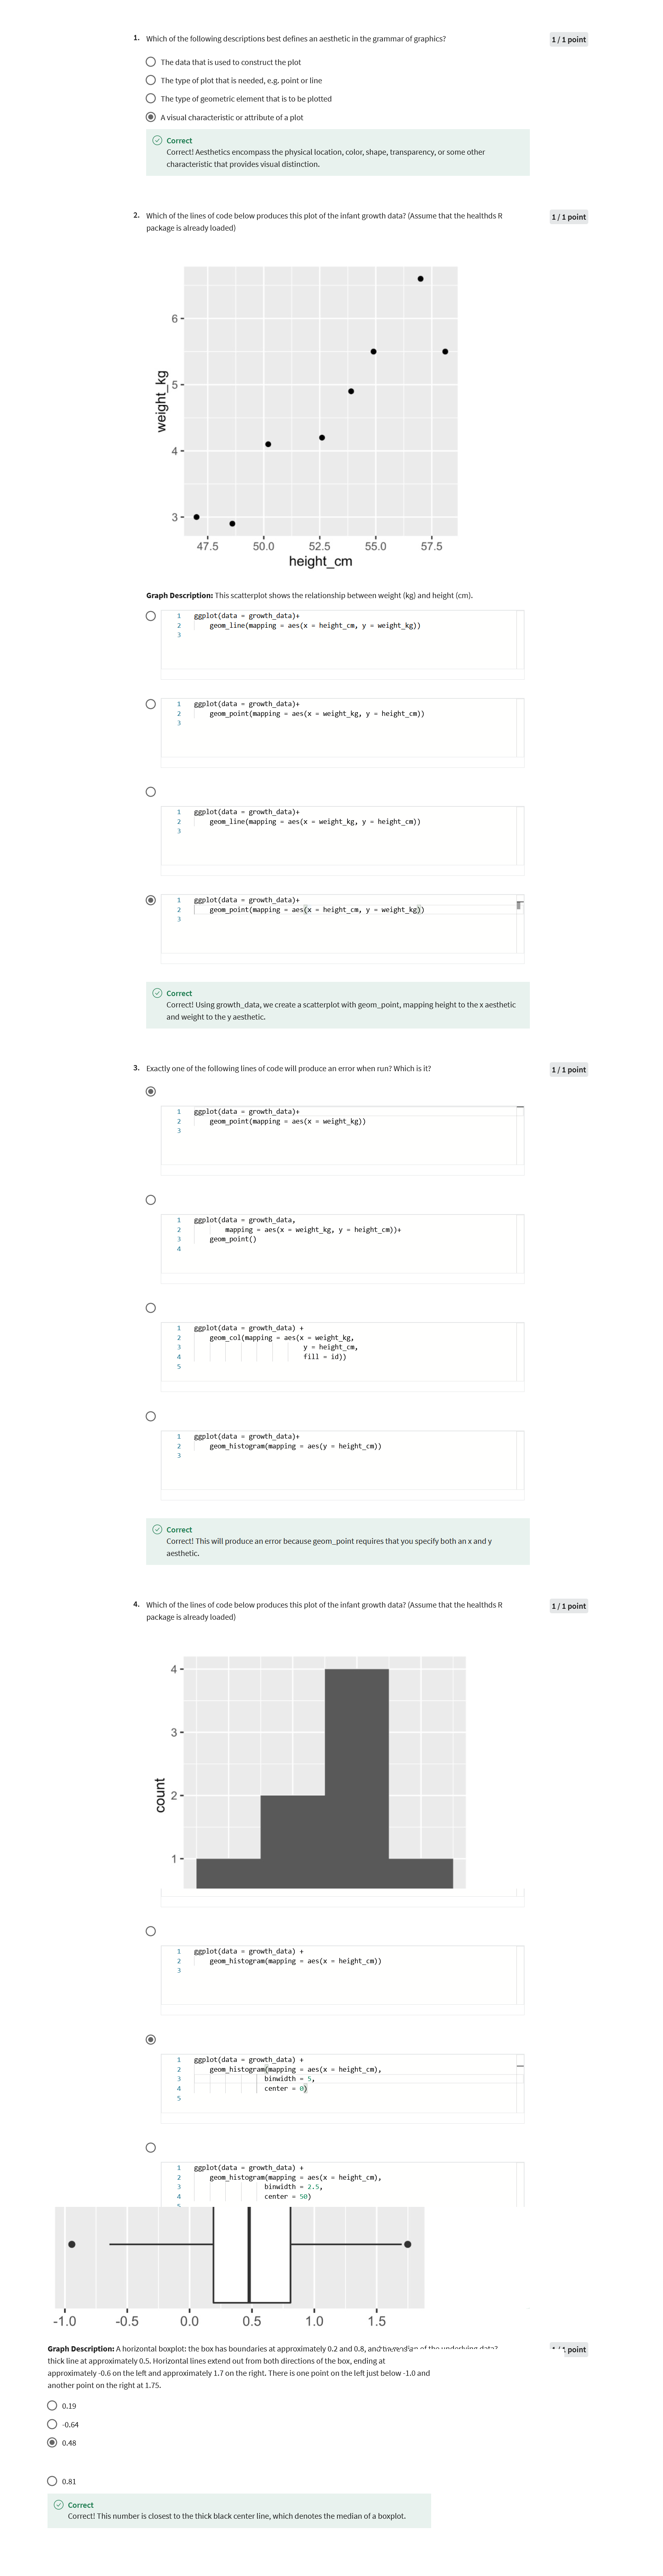 1. Which of the following descriptions best defines an aesthetic in the grammar of graphics?
1 / 1 point
The data that is used to construct the plot
The type of plot that is needed, e.g. point or line
The type of geometric element that is to be plotted
A visual characteristic or attribute of a plot
Correct
Correct! Aesthetics encompass the physical location, color, shape, transparency, or some other
characteristic that provides visual distinction.
2. Which of the lines of code below produces this plot of the infant growth data? (Assume that the healthds R
package is already loaded)
1 / 1 point
6
5
4
3
weight_kg
47.5 50.0 52.5 55.0 57.5
height_cm
Graph Description: This scatterplot shows the relationship between weight (kg) and height (cm).
1 ggplot(data = growth_data)+
2 geom_line(mapping = aes(x = height_cm, y = weight_kg))
3
1 ggplot(data = growth_data)+
2 geom_point(mapping = aes(x = weight_kg, y = height_cm))
3
1 ggplot(data = growth_data)+
2 geom_line(mapping = aes(x = weight_kg, y = height_cm))
3
1 ggplot(data = growth_data)+
2 geom_point(mapping = aes(x = height_cm, y = weight_kg))
3
Correct
Correct! Using growth_data, we create a scatterplot with geom_point, mapping height to the x aesthetic
and weight to the y aesthetic.
3. Exactly one of the following lines of code will produce an error when run? Which is it?
1 / 1 point
1 ggplot(data = growth_data)+
2 geom_point(mapping = aes(x = weight_kg))
3
1 ggplot(data = growth_data,
2 mapping = aes(x = weight_kg, y = height_cm))+
3 geom_point()
4
1 ggplot(data = growth_data) +
2 geom_col(mapping = aes(x = weight_kg,
3 y = height_cm,
4 fill = id))
5
1 ggplot(data = growth_data)+
2 geom_histogram(mapping = aes(y = height_cm))
3
Correct
Correct! This will produce an error because geom_point requires that you specify both an x and y
aesthetic.
4. Which of the lines of code below produces this plot of the infant growth data? (Assume that the healthds R
package is already loaded)
1 / 1 point
4
3
2
1
count
1 ggplot(data = growth_data) +
2 geom_histogram(mapping = aes(x = height_cm))
3
1 ggplot(data = growth_data) +
2 geom_histogram(mapping = aes(x = height_cm),
3 binwidth = 5,
4 center = 0)
5
1 ggplot(data = growth_data) +
2 geom_histogram(mapping = aes(x = height_cm),
3 binwidth = 2.5,
4 center = 50)
-1.0 -0.5 0.0 0.5 1.0 1.5
Graph Description: A horizontal boxplot: the box has boundaries at approximately 0.2 and 0.8, and
thick line at approximately 0.5. Horizontal lines extend out from both directions of the box, ending at
approximately -0.6 on the left and approximately 1.7 on the right. There is one point on the left just below -1.0 and
another point on the right at 1.75.
0.19
-0.64
0.48
0.81
Correct
Correct! This number is closest to the thick black center line, which denotes the median of a boxplot.